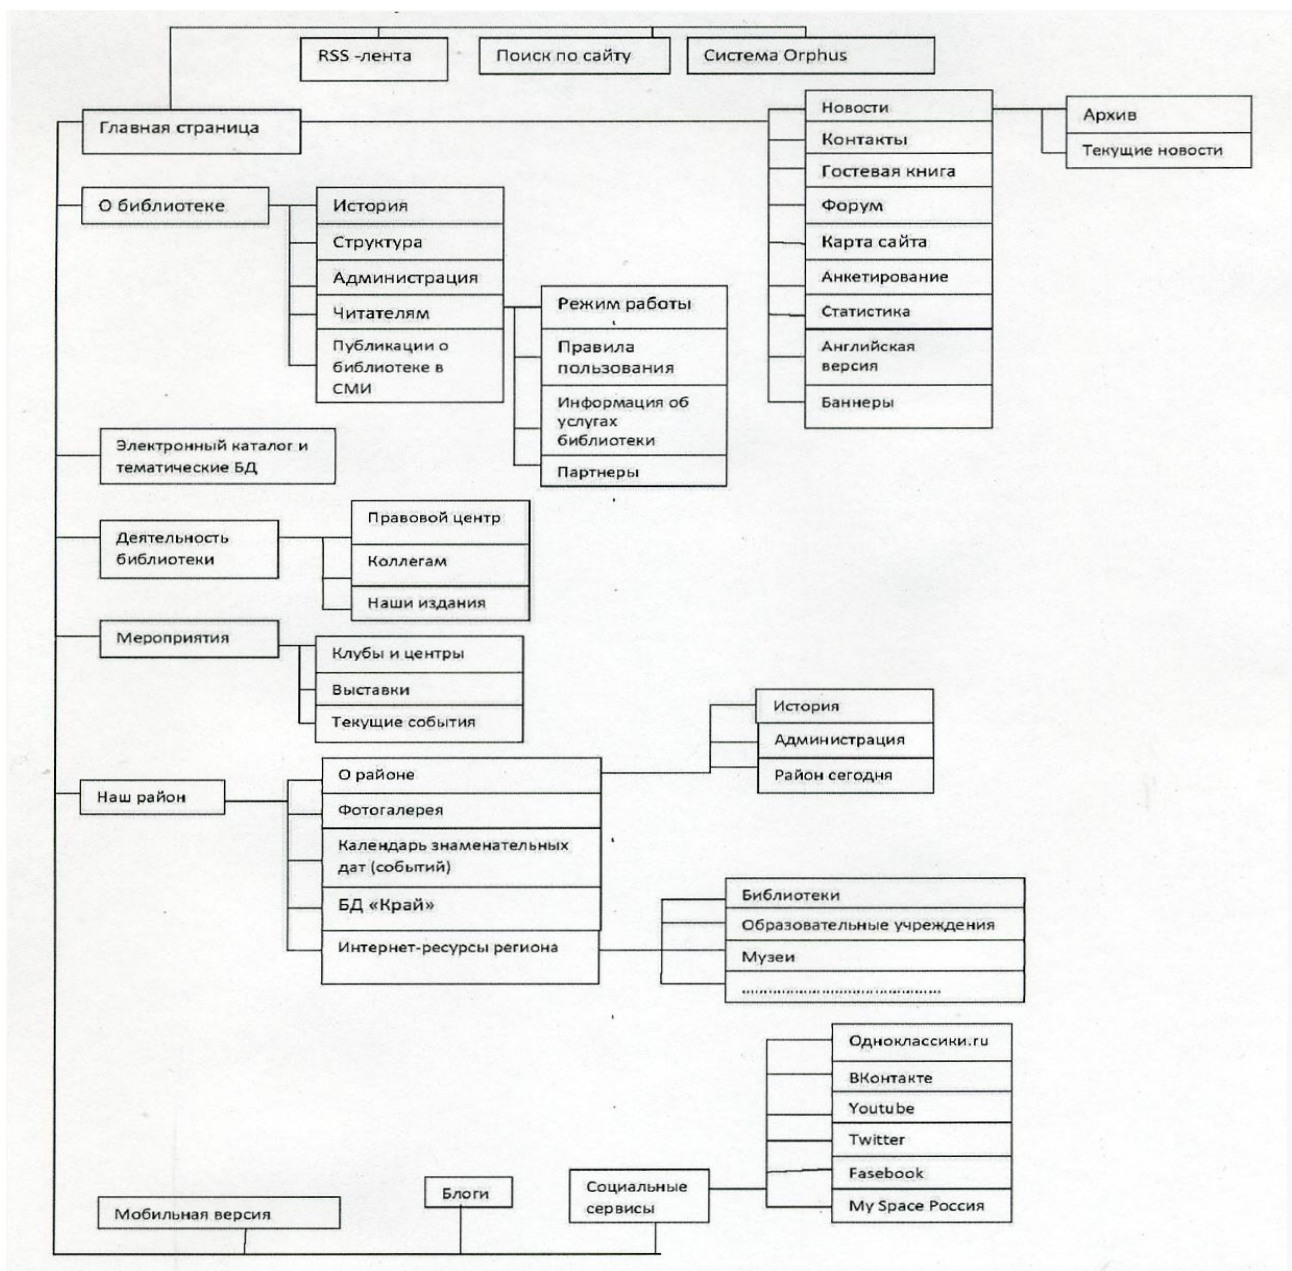 RSS -лента
Поиск по сайту
Система Orphus
Главная страница
Новости
Контакты
Гостевая книга
Форум
Карта сайта
Анкетирование
Статистика
Английская
версия
Баннеры
Архив
Текущие новости
О библиотеке
История
Структура
Администрация
Читателям
Публикации о
библиотеке в
СМИ
Режим работы
Правила
пользования
Информация об
услугах
библиотеки
Партнеры
Электронный каталог и
тематические БД
Деятельность
библиотеки
Правовой центр
Коллегам
Наши издания
Мероприятия
Клубы и центры
Выставки
Текущие события
Наш район
О районе
Фотогалерея
Календарь знаменательных
дат (событий)
БД «Край»
Интернет-ресурсы региона
История
Администрация
Район сегодня
Библиотеки
Образовательные учреждения
Музеи
.............................................
Мобильная версия
Блоги
Социальные
сервисы
Одноклассики.ru
ВКонтакте
Youtube
Twitter
Fasebook
My Space Россия